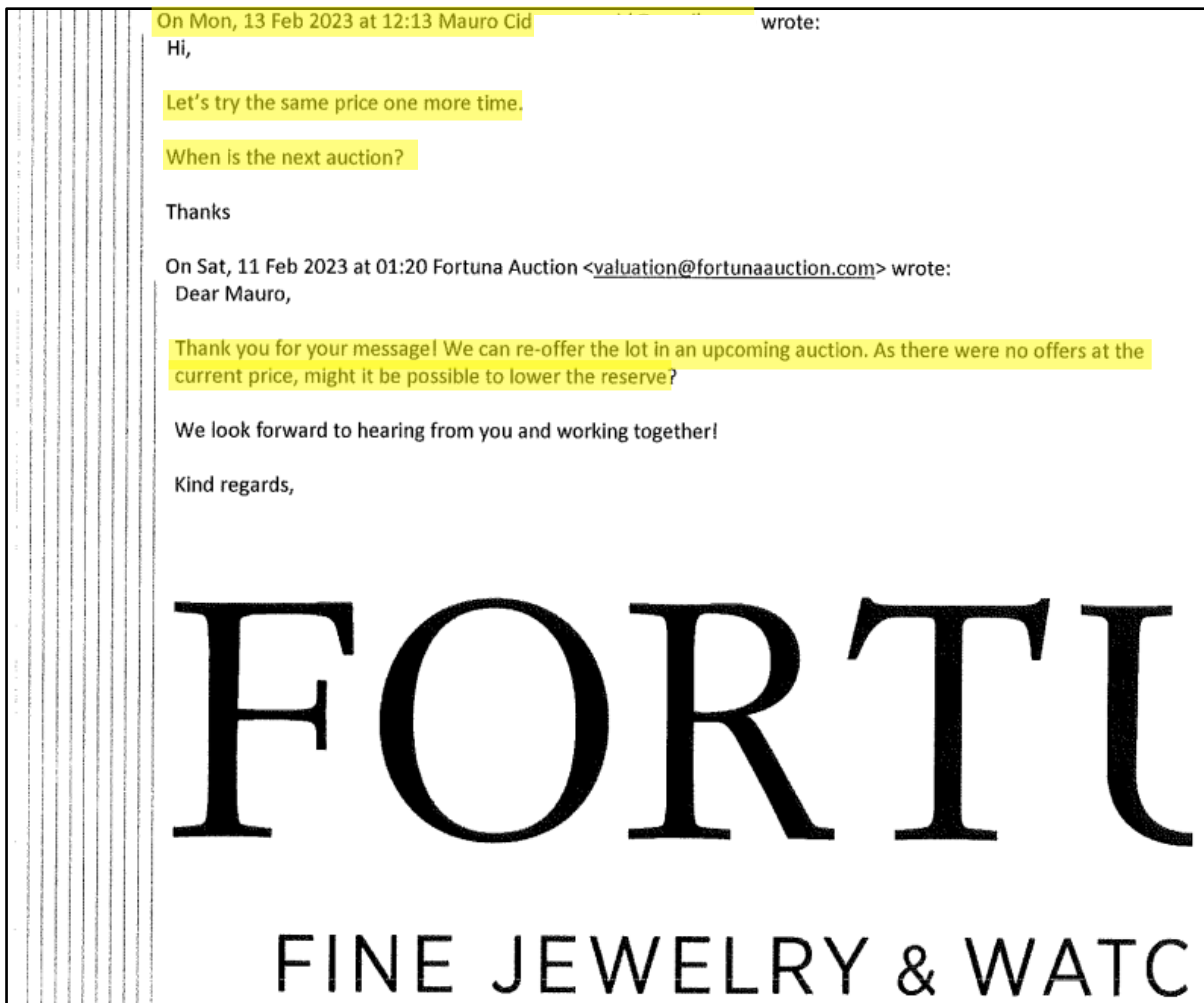 On Mon, 13 Feb 2023 at 12:13 Mauro Cid wrote:
Hi,
Let's try the same price one more time.
When is the next auction?
Thanks
On Sat, 11 Feb 2023 at 01:20 Fortuna Auction <valuation@fortunaauction.com> wrote:
Dear Mauro,
Thank you for your message! We can re-offer the lot in an upcoming auction. As there were no offers at the
current price, might it be possible to lower the reserve?
We look forward to hearing from you and working together!
Kind regards,
FORTU
FINE JEWELRY & WATC